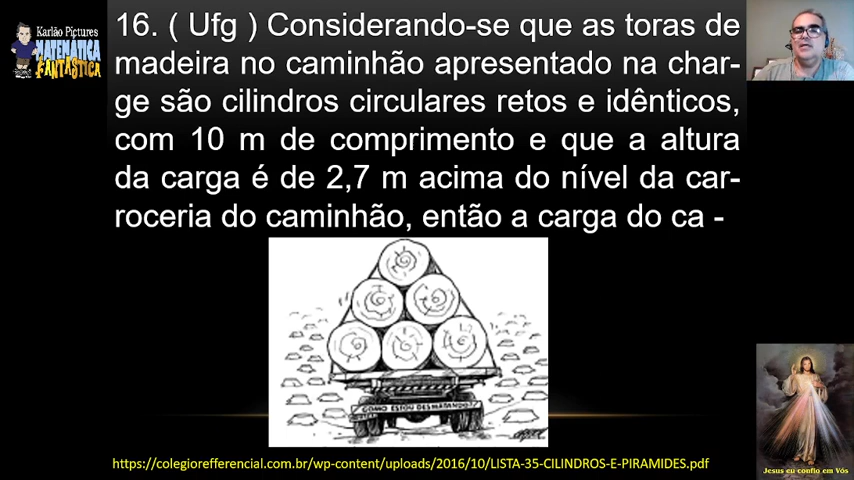 Karlão Pictures
MATEMÁTICA
FANTÁSTICA
16. ( Ufg ) Considerando-se que as toras de
madeira no caminhão apresentado na char-
ge são cilindros circulares retos e idênticos,
com 10 m de comprimento e que a altura
da carga é de 2,7 m acima do nível da car-
roceria do caminhão, então a carga do ca -
COMO ESTOU DESMATANDO?
https://colegiorefferencial.com.br/wp-content/uploads/2016/10/LISTA-35-CILINDROS-E-PIRAMIDES.pdf
Jesus eu confio em Vós